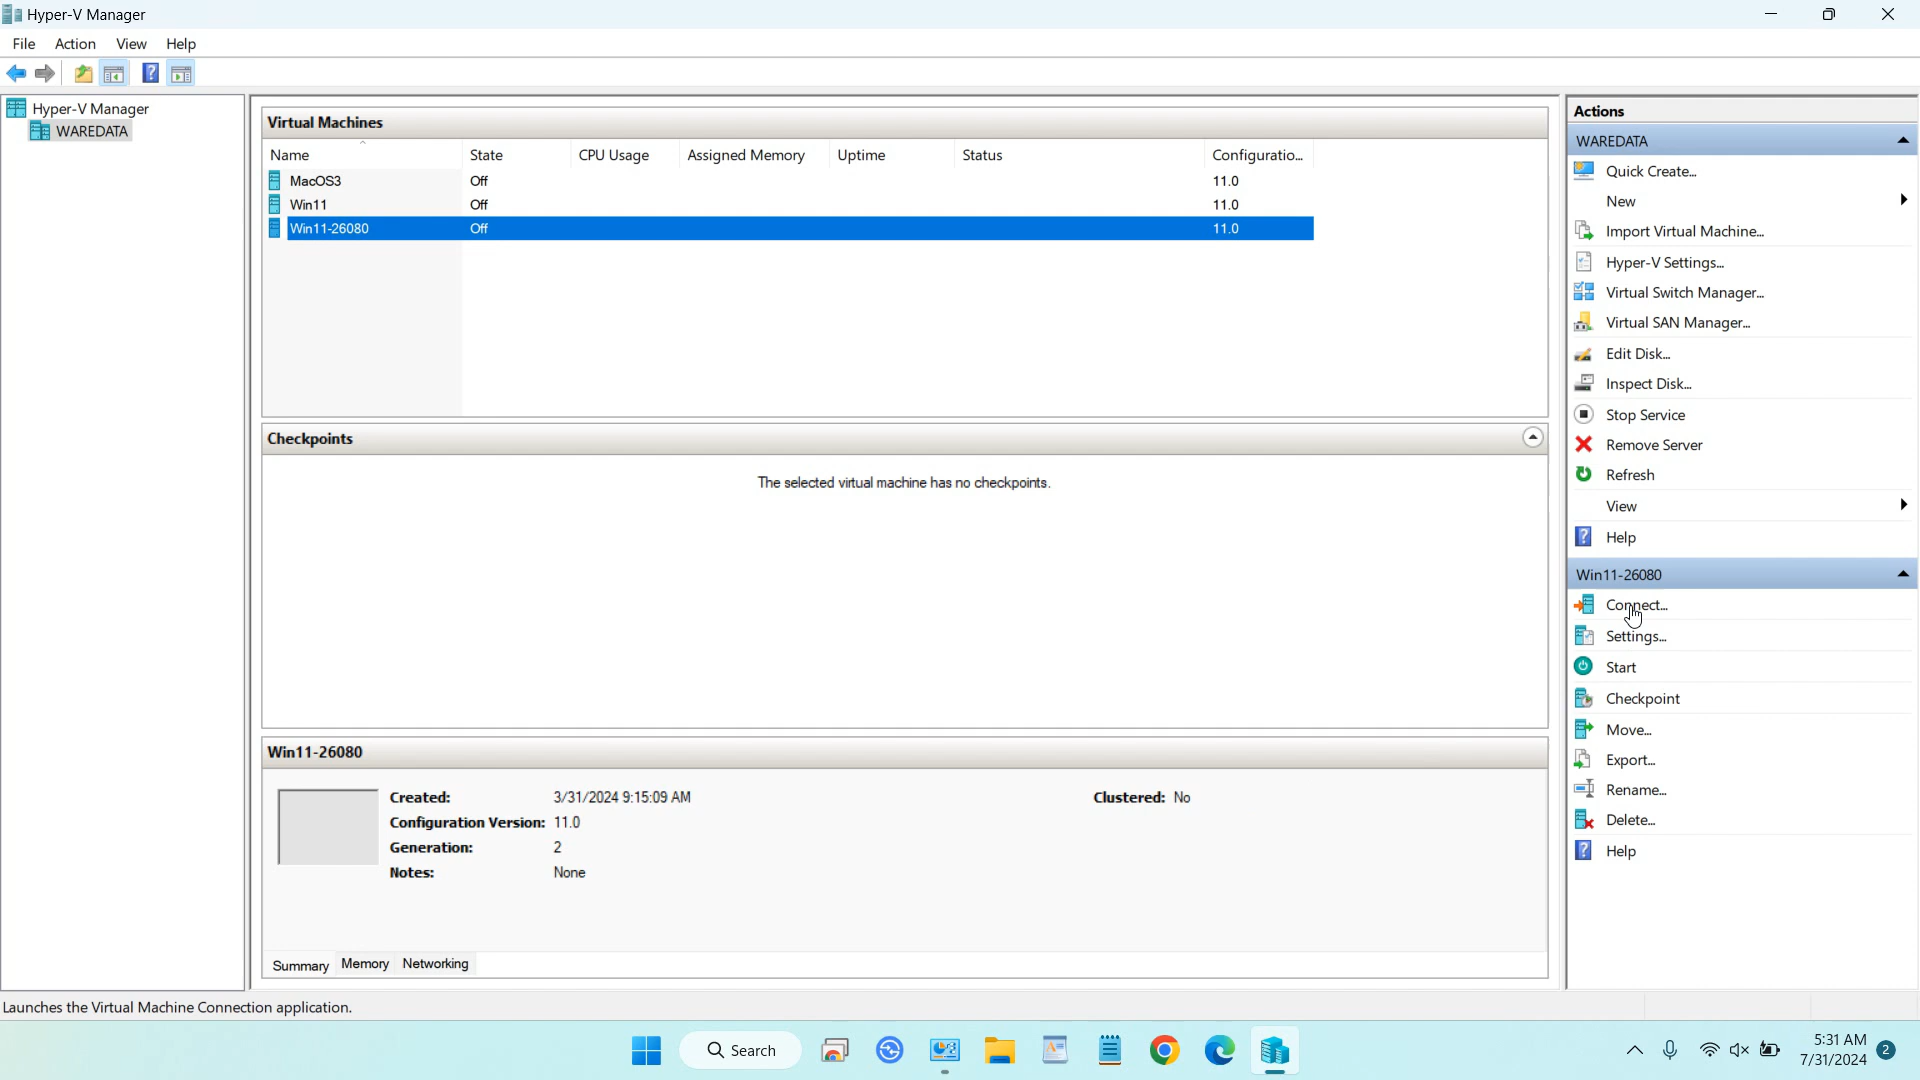 Hyper-V Manager
File Action View Help
Hyper-V Manager
WAREDATA
Virtual Machines
Name State CPU Usage Assigned Memory Uptime Status Configuratio...
MacOS3 Off 11.0
Win11 Off 11.0
Win11-26080 Off 11.0
Checkpoints
The selected virtual machine has no checkpoints.
Win11-26080
Created: 3/31/2024 9:15:09 AM Clustered: No
Configuration Version: 11.0
Generation: 2
Notes: None
Summary Memory Networking
Actions
WAREDATA
Quick Create...
New
Import Virtual Machine...
Hyper-V Settings...
Virtual Switch Manager...
Virtual SAN Manager...
Edit Disk...
Inspect Disk...
Stop Service
Remove Server
Refresh
View
Help
Win11-26080
Connect...
Settings...
Start
Checkpoint
Move...
Export...
Rename...
Delete...
Help
Launches the Virtual Machine Connection application.
Search
5:31 AM
7/31/2024 2